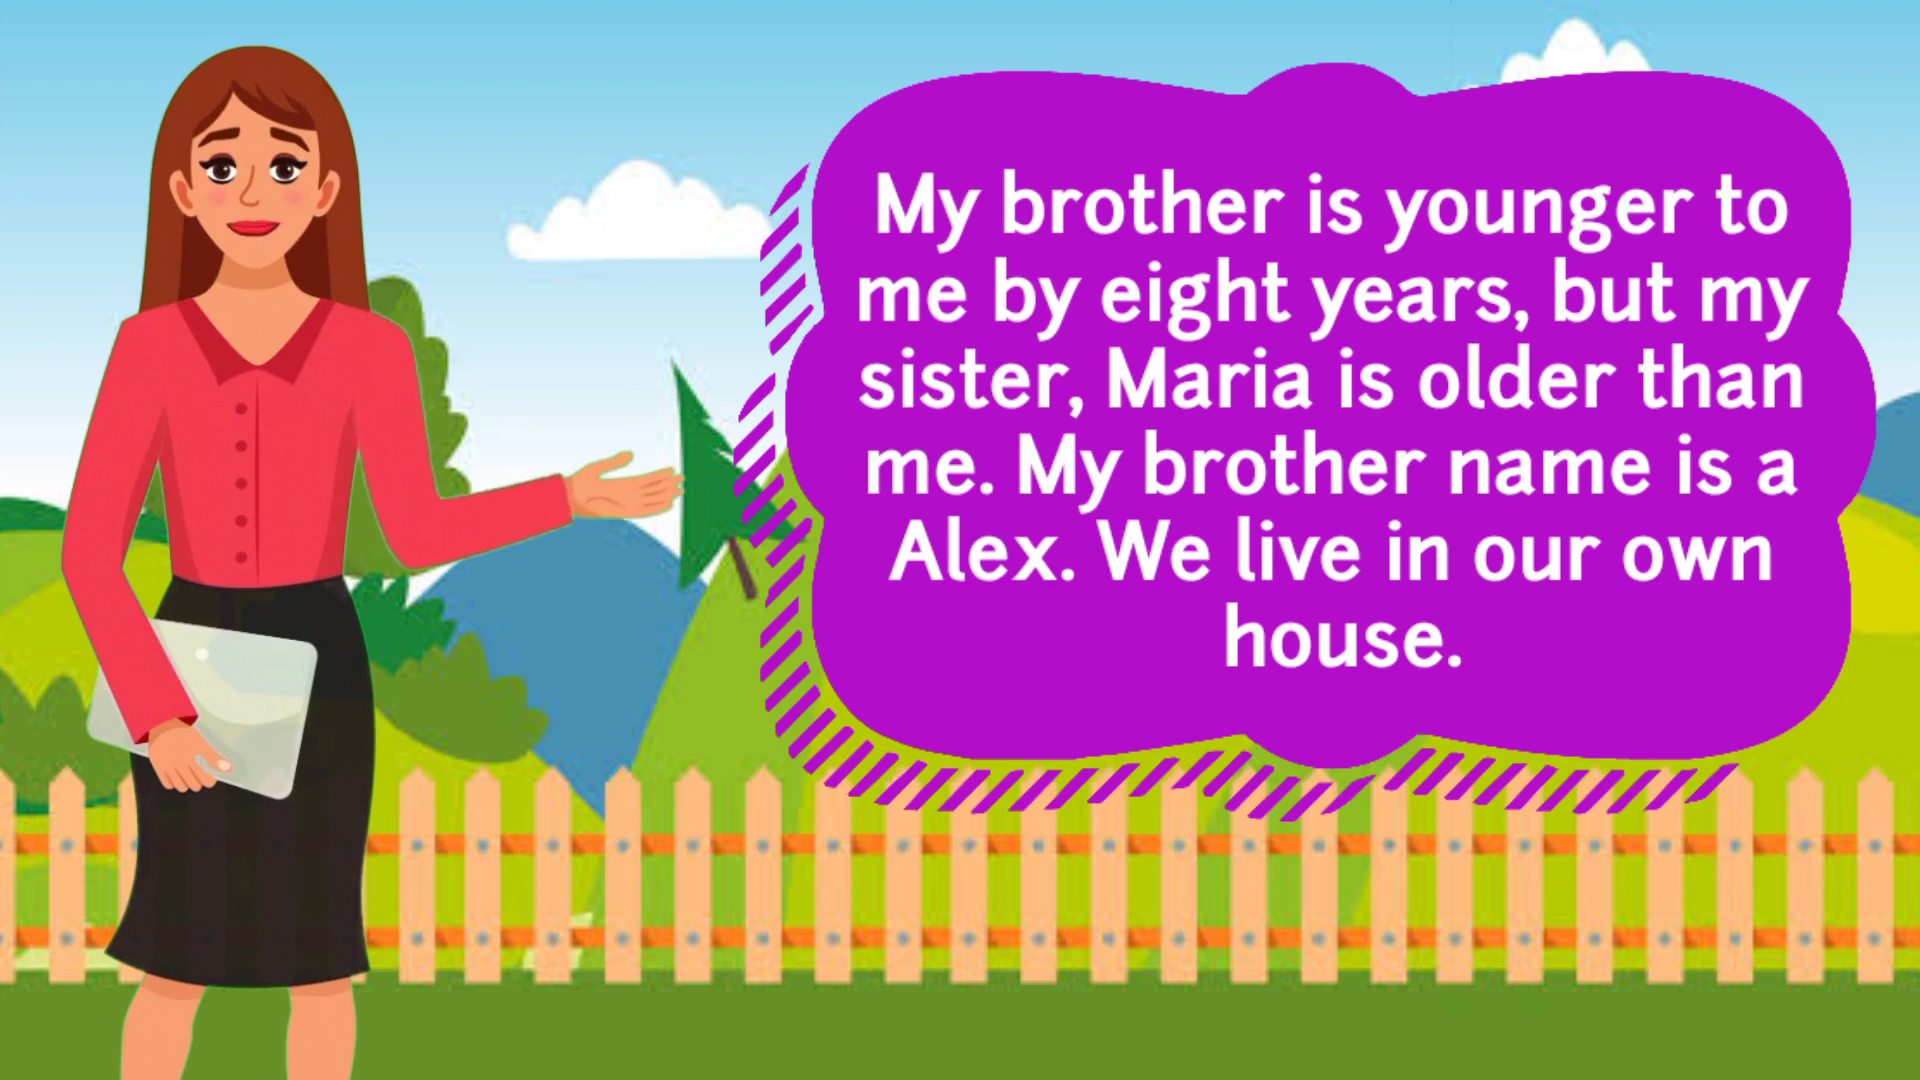 My brother is younger to
me by eight years, but my
sister, Maria is older than
me. My brother name is a
Alex. We live in our own
house.